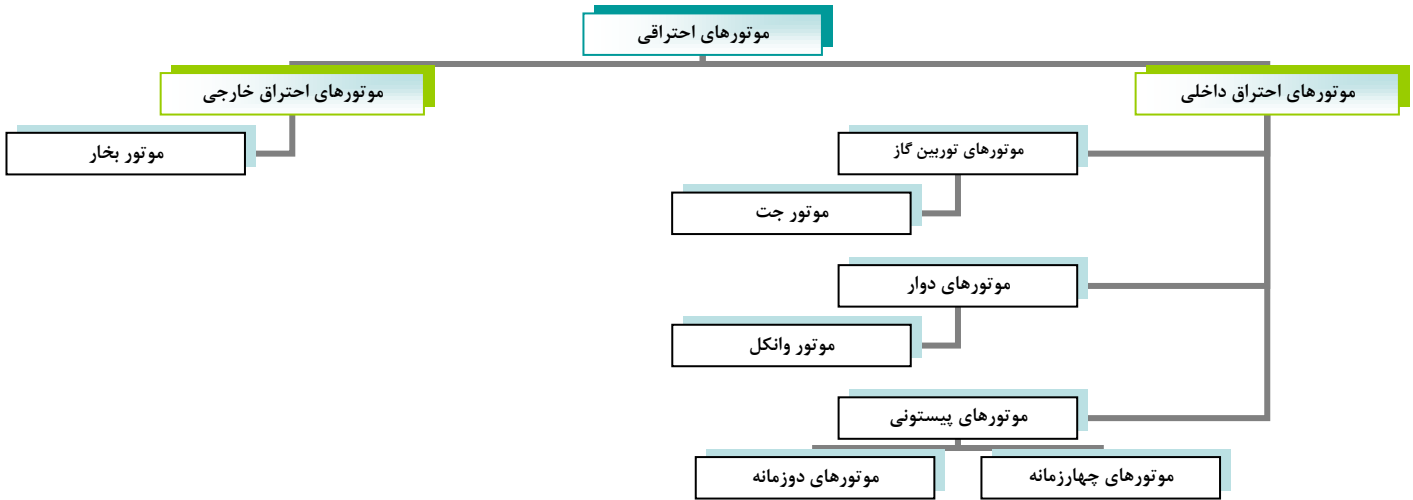 موتورهای احتراقی
موتورهای احتراق داخلی
موتورهای احتراق خارجی
موتورهای توربین گاز
موتور بخار
موتور جت
موتورهای دوار
موتور وانکل
موتورهای پیستونی
موتورهای چهارزمانه
موتورهای دوزمانه